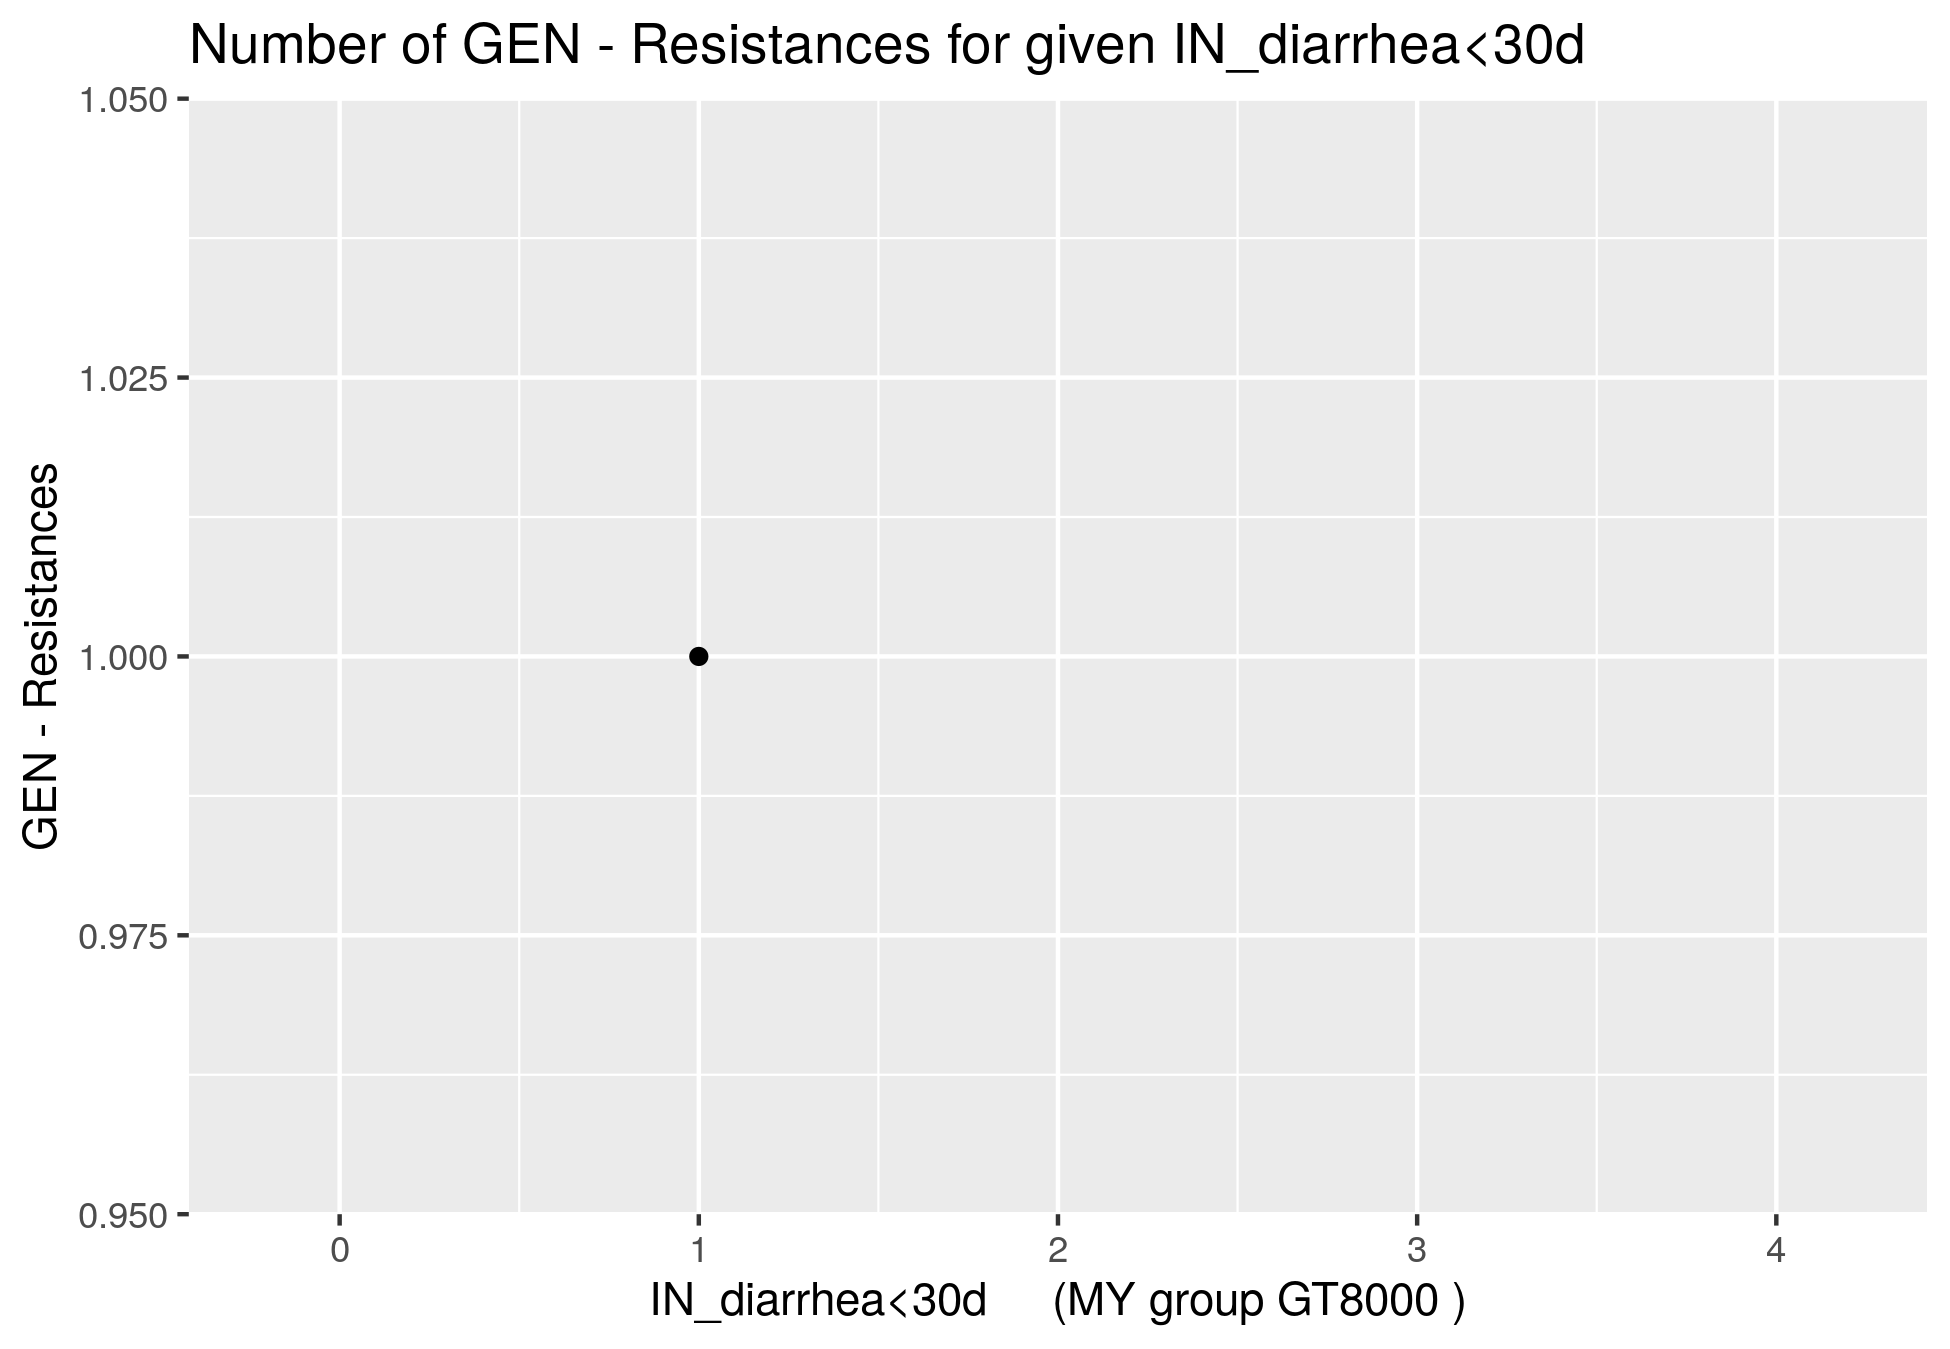 Number of GEN - Resistances for given IN_diarrhea<30d
1.050
1.025
1.000
0.975
0.950
GEN - Resistances
0 1 2 3 4
IN_diarrhea<30d (MY group GT8000 )